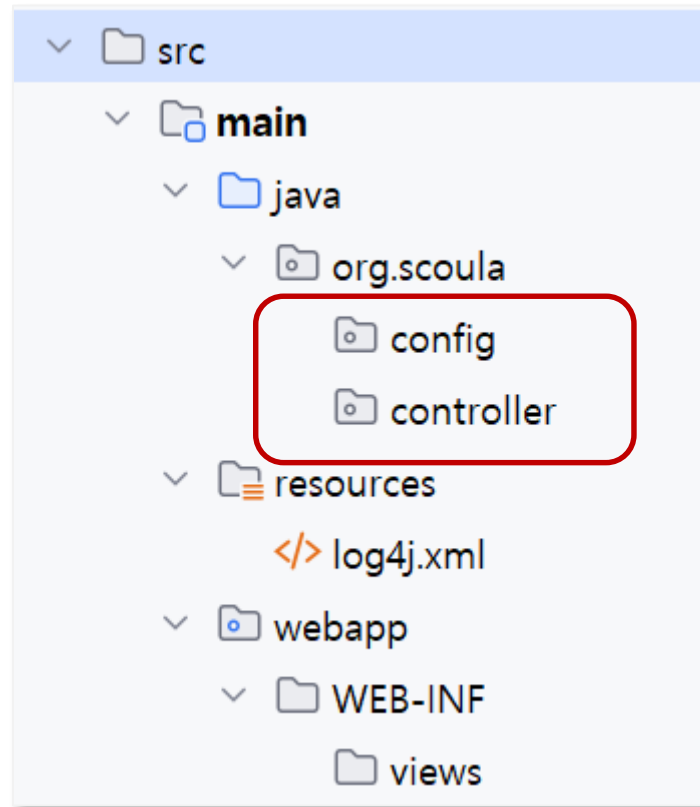 src
main
java
org.scoula
config
controller
resources
log4j.xml
webapp
WEB-INF
views